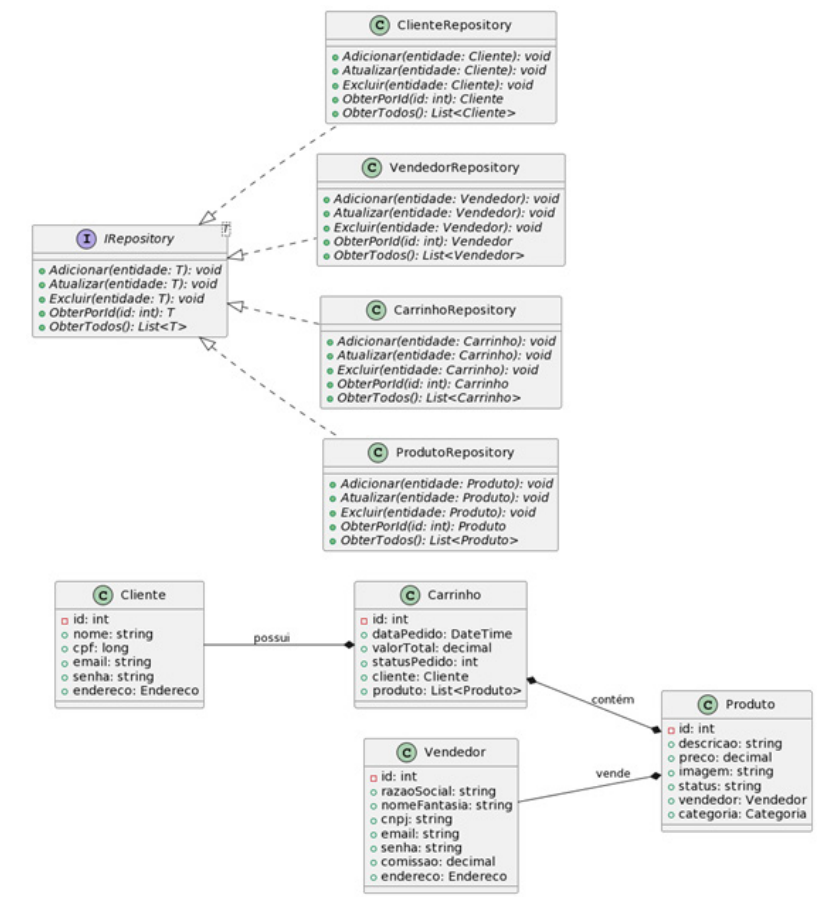 C ClienteRepository
Adicionar(entidade: Cliente): void
Atualizar(entidade: Cliente): void
Excluir(entidade: Cliente): void
ObterPorId(id: int): Cliente
ObterTodos(): List<Cliente>
C VendedorRepository
Adicionar(entidade: Vendedor): void
Atualizar(entidade: Vendedor): void
Excluir(entidade: Vendedor): void
ObterPorId(id: int): Vendedor
ObterTodos(): List<Vendedor>
T
I IRepository
Adicionar(entidade: T): void
Atualizar(entidade: T): void
Excluir(entidade: T): void
ObterPorId(id: int): T
ObterTodos(): List<T>
C CarrinhoRepository
Adicionar(entidade: Carrinho): void
Atualizar(entidade: Carrinho): void
Excluir(entidade: Carrinho): void
ObterPorId(id: int): Carrinho
ObterTodos(): List<Carrinho>
C ProdutoRepository
Adicionar(entidade: Produto): void
Atualizar(entidade: Produto): void
Excluir(entidade: Produto): void
ObterPorId(id: int): Produto
ObterTodos(): List<Produto>
C Cliente
id: int
nome: string
cpf: long
email: string
senha: string
endereco: Endereco
possui
C Carrinho
id: int
dataPedido: DateTime
valorTotal: decimal
statusPedido: int
cliente: Cliente
produto: List<Produto>
contém
C Produto
id: int
descricao: string
preco: decimal
imagem: string
status: string
vendedor: Vendedor
categoria: Categoria
vende
C Vendedor
id: int
razaoSocial: string
nomeFantasia: string
cnpj: string
email: string
senha: string
comissao: decimal
endereco: Endereco